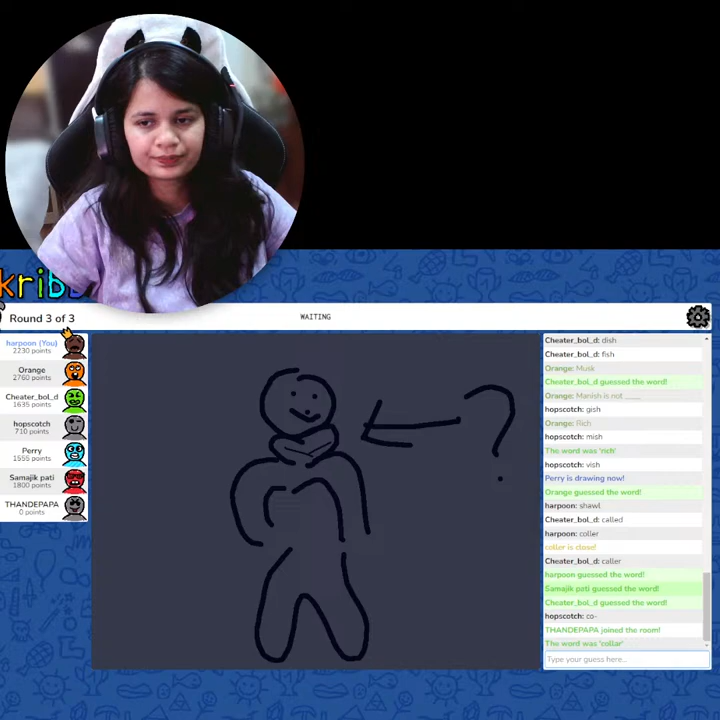 kribb
Round 3 of 3
WAITING
harpoon (You)
2230 points
Orange
2760 points
Cheater_bol_d
1635 points
hopscotch
710 points
Perry
1555 points
Samajik pati
1800 points
THANDEPAPA
0 points
?
Cheater_bol_d: dish
Cheater_bol_d: fish
Orange: Musk
Cheater_bol_d guessed the word!
Orange: Manish is not ____
hopscotch: gish
Orange: Rich
hopscotch: mish
The word was 'rich'
hopscotch: vish
Perry is drawing now!
Orange guessed the word!
harpoon: shawl
Cheater_bol_d: called
harpoon: coller
coller is close!
Cheater_bol_d: caller
harpoon guessed the word!
Samajik pati guessed the word!
Cheater_bol_d guessed the word!
hopscotch: co-
THANDEPAPA joined the room!
The word was 'collar'
Type your guess here...